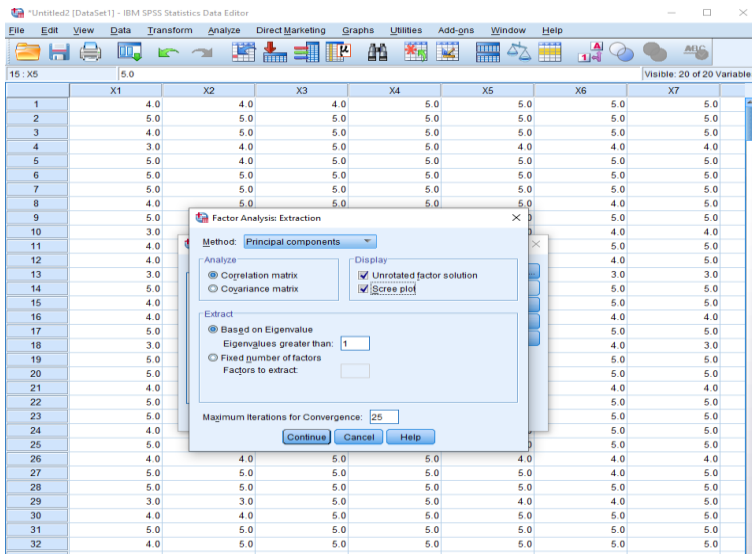 *Untitled2 [DataSet1] - IBM SPSS Statistics Data Editor
File Edit View Data Transform Analyze Direct Marketing Graphs Utilities Add-ons Window Help
15 : X5 5.0 Visible: 20 of 20 Variable
X1 X2 X3 X4 X5 X6 X7
1 4.0 4.0 4.0 5.0 5.0 5.0 5.0
2 5.0 5.0 5.0 5.0 5.0 5.0 5.0
3 4.0 5.0 5.0 5.0 5.0 5.0 5.0
4 3.0 4.0 5.0 5.0 4.0 4.0 4.0
5 5.0 4.0 5.0 5.0 5.0 5.0 5.0
6 5.0 5.0 5.0 5.0 5.0 5.0 5.0
7 5.0 5.0 5.0 5.0 5.0 5.0 5.0
8 4.0 5.0 5.0 5.0 5.0 4.0 5.0
9 5.0 5.0 5.0
10 3.0 4.0 4.0
11 4.0 4.0 5.0
12 4.0 4.0 5.0
13 3.0 3.0 3.0
14 5.0 5.0 5.0
15 4.0 4.0 5.0
16 4.0 4.0 4.0
17 5.0 5.0 5.0
18 3.0 4.0 3.0
19 5.0 5.0 5.0
20 5.0 5.0 5.0
21 4.0 4.0 4.0
22 5.0 5.0 5.0
23 5.0 5.0 5.0
24 4.0 5.0 5.0
25 5.0 4.0 5.0
Factor Analysis: Extraction
Method: Principal components
Analyze
Correlation matrix
Covariance matrix
Display
Unrotated factor solution
Scree plot
Extract
Based on Eigenvalue
Eigenvalues greater than: 1
Fixed number of factors
Factors to extract:
Maximum Iterations for Convergence: 25
Continue Cancel Help
26 4.0 4.0 5.0 5.0 4.0 4.0 4.0
27 5.0 5.0 5.0 5.0 5.0 4.0 5.0
28 5.0 5.0 5.0 5.0 5.0 5.0 5.0
29 3.0 3.0 5.0 5.0 4.0 4.0 5.0
30 4.0 4.0 5.0 5.0 5.0 5.0 5.0
31 5.0 5.0 5.0 5.0 5.0 5.0 5.0
32 4.0 5.0 5.0 5.0 5.0 5.0 5.0